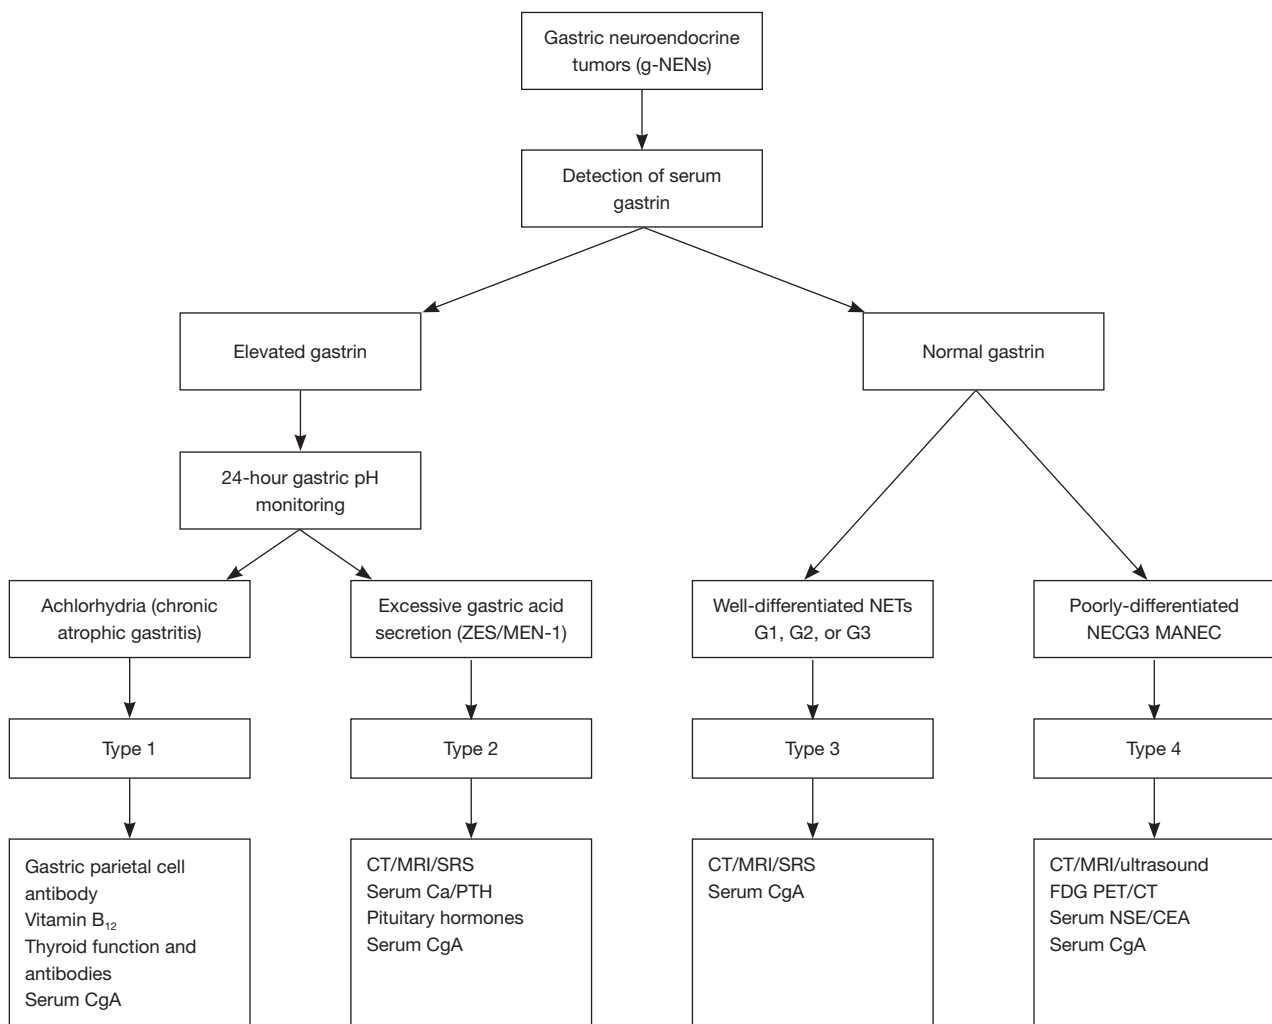 Gastric neuroendocrine
tumors (g-NENs)
Detection of serum
gastrin
Elevated gastrin
Normal gastrin
24-hour gastric pH
monitoring
Achlorhydria (chronic
atrophic gastritis)
Excessive gastric acid
secretion (ZES/MEN-1)
Well-differentiated NETs
G1, G2, or G3
Poorly-differentiated
NECG3 MANEC
Type 1
Type 2
Type 3
Type 4
Gastric parietal cell
antibody
Vitamin B₁₂
Thyroid function and
antibodies
Serum CgA
CT/MRI/SRS
Serum Ca/PTH
Pituitary hormones
Serum CgA
CT/MRI/SRS
Serum CgA
CT/MRI/ultrasound
FDG PET/CT
Serum NSE/CEA
Serum CgA